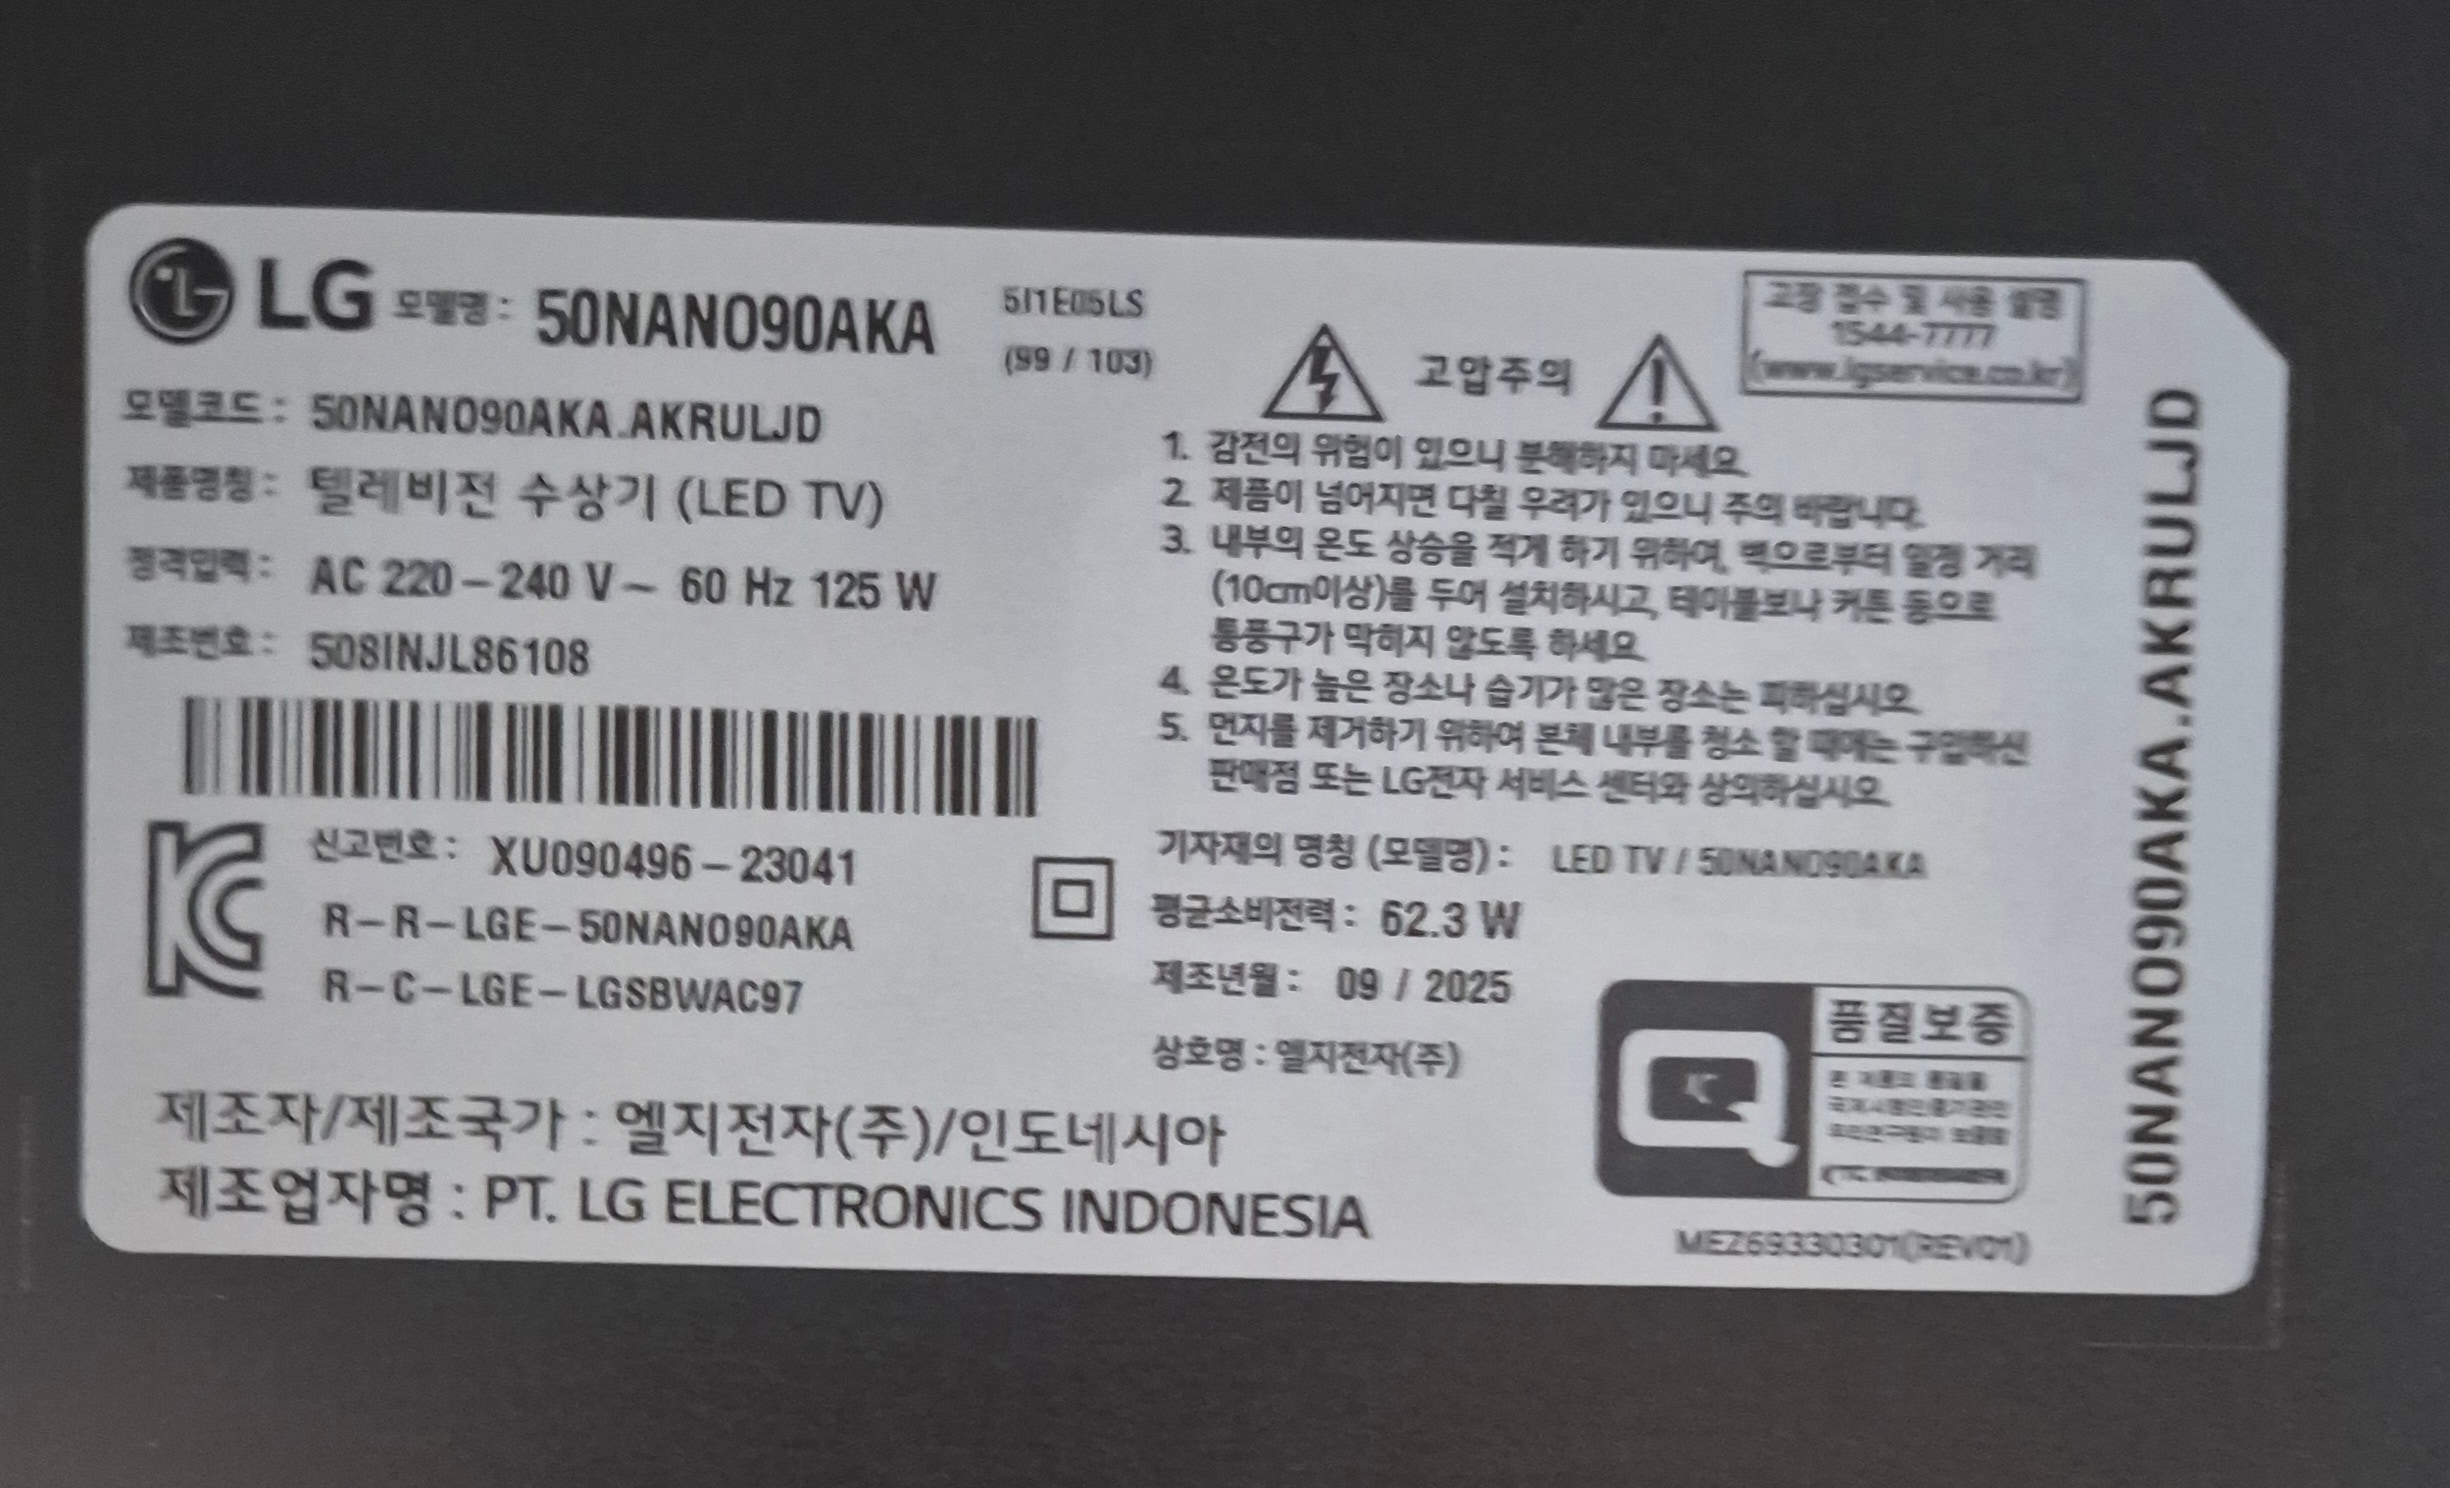 LG 모델명 : 50NANO90AKA
5I1E05LS
(99 / 103)
모델코드 : 50NANO90AKA.AKRULJD
제품명칭 : 텔레비전 수상기 (LED TV)
정격입력 : AC 220－240 V～ 60 Hz 125 W
제조번호 : 508INJL86108
신고번호 : XU090496－23041
R－R－LGE－50NANO90AKA
R－C－LGE－LGSBWAC97
제조자/제조국가 : 엘지전자(주)/인도네시아
제조업자명 : PT. LG ELECTRONICS INDONESIA
고압주의
고장 접수 및 사용 설명
1544-7777
(www.lgservice.co.kr)
1. 감전의 위험이 있으니 분해하지 마세요.
2. 제품이 넘어지면 다칠 우려가 있으니 주의 바랍니다.
3. 내부의 온도 상승을 적게 하기 위하여, 벽으로부터 일정 거리
(10cm이상)를 두어 설치하시고, 테이블보나 커튼 등으로
통풍구가 막히지 않도록 하세요.
4. 온도가 높은 장소나 습기가 많은 장소는 피하십시오.
5. 먼지를 제거하기 위하여 본체 내부를 청소 할 때에는 구입하신
판매점 또는 LG전자 서비스 센터와 상의하십시오.
기자재의 명칭 (모델명) : LED TV / 50NANO90AKA
평균소비전력 : 62.3 W
제조년월 : 09 / 2025
상호명 : 엘지전자(주)
품질보증
MEZ69330301(REV01)
50NANO90AKA.AKRULJD